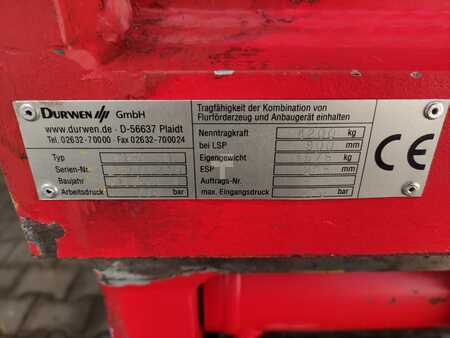 DURWEN GmbH
www.durwen.de · D-56637 Plaidt
Tel. 02632-70000 Fax 02632-700024
Typ
Serien-Nr.
Baujahr
Arbeitsdruck bar
Tragfähigkeit der Kombination von
Flurförderzeug und Anbaugerät einhalten
Nenntragkraft kg
bei LSP mm
Eigengewicht kg
ESP mm
Auftrags-Nr.
max. Eingangsdruck bar
CE